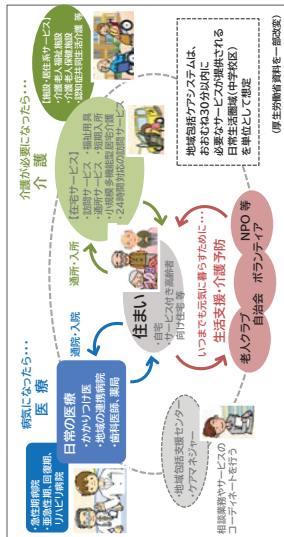 病気になったら･･･
医 療
・急性期病院
・亜急性期、回復期、
リハビリ病院
日常の医療
・かかりつけ医
・地域の連携病院
・歯科医師、薬局
通院・入院
介護が必要になったら･･･
介 護
【在宅サービス】
・訪問サービス ・福祉用具
・通所サービス ・短期入所
・小規模多機能型居宅介護
・24時間対応の訪問サービス
【施設・居住系サービス】
・介護老人福祉施設
・介護老人保健施設
・認知症共同生活介護 等
通所・入所
住まい
・自宅
・サービス付き高齢者
向け住宅 等
・地域包括支援センター
・ケアマネジャー
相談業務やサービスの
コーディネートを行う
いつまでも元気に暮らすために･･･
生活支援・介護予防
老人クラブ
自治会
ボランティア
NPO 等
地域包括ケアシステムは、
おおむね30分以内に
必要なサービスが提供される
日常生活圏域(中学校区)
を単位として想定
(厚生労働省資料を一部改変)